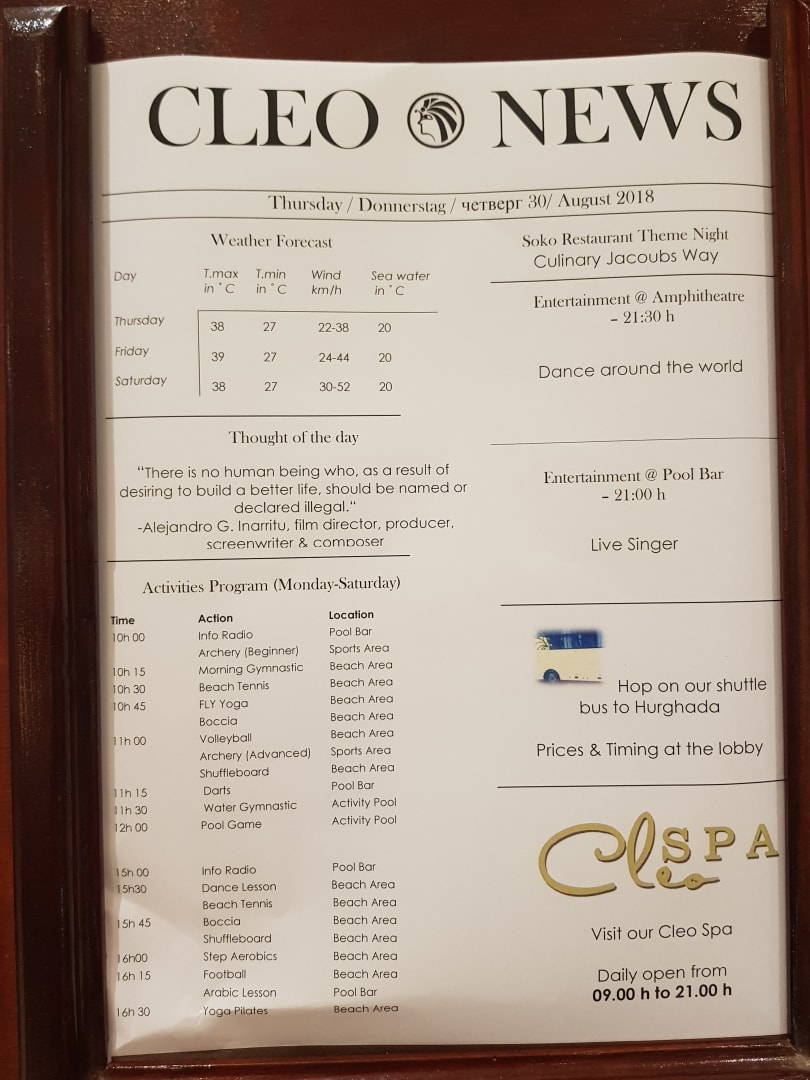 CLEO NEWS
Thursday / Donnerstag / четверг 30/ August 2018
Weather Forecast
Day T.max in °C T.min in °C Wind km/h Sea water in °C
Thursday 38 27 22-38 20
Friday 39 27 24-44 20
Saturday 38 27 30-52 20
Thought of the day
“There is no human being who, as a result of
desiring to build a better life, should be named or
declared illegal.“
-Alejandro G. Inarritu, film director, producer,
screenwriter & composer
Activities Program (Monday-Saturday)
Time Action Location
10h 00 Info Radio Pool Bar
Archery (Beginner) Sports Area
10h 15 Morning Gymnastic Beach Area
10h 30 Beach Tennis Beach Area
10h 45 FLY Yoga Beach Area
Boccia Beach Area
11h 00 Volleyball Beach Area
Archery (Advanced) Sports Area
Shuffleboard Beach Area
11h 15 Darts Pool Bar
11h 30 Water Gymnastic Activity Pool
12h 00 Pool Game Activity Pool
15h 00 Info Radio Pool Bar
15h30 Dance Lesson Beach Area
Beach Tennis Beach Area
15h 45 Boccia Beach Area
Shuffleboard Beach Area
16h00 Step Aerobics Beach Area
16h 15 Football Beach Area
Arabic Lesson Pool Bar
16h 30 Yoga Pilates Beach Area
Soko Restaurant Theme Night
Culinary Jacoubs Way
Entertainment @ Amphitheatre
– 21:30 h
Dance around the world
Entertainment @ Pool Bar
– 21:00 h
Live Singer
Hop on our shuttle
bus to Hurghada
Prices & Timing at the lobby
Cleo SPA
Visit our Cleo Spa
Daily open from
09.00 h to 21.00 h